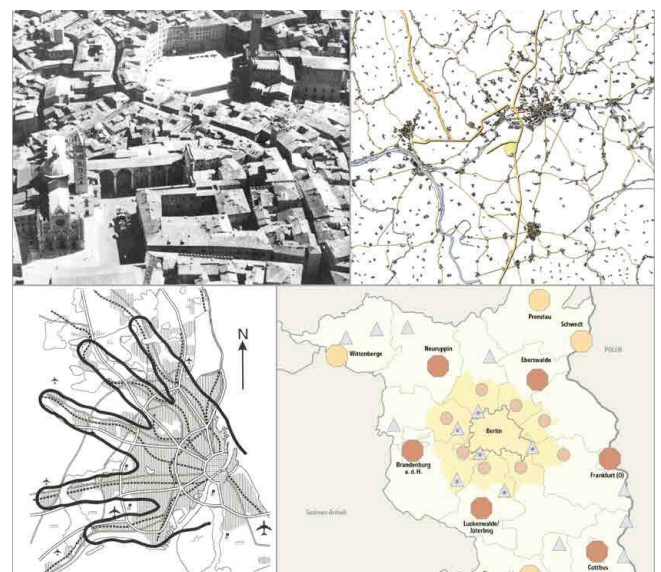 N
Prenzlau
Schwedt
POLEN
Wittenberge
Neuruppin
Eberswalde
Berlin
Brandenburg
a. d. H.
Frankfurt (O)
Sachsen-Anhalt
Luckenwalde/
Jüterbog
Cottbus